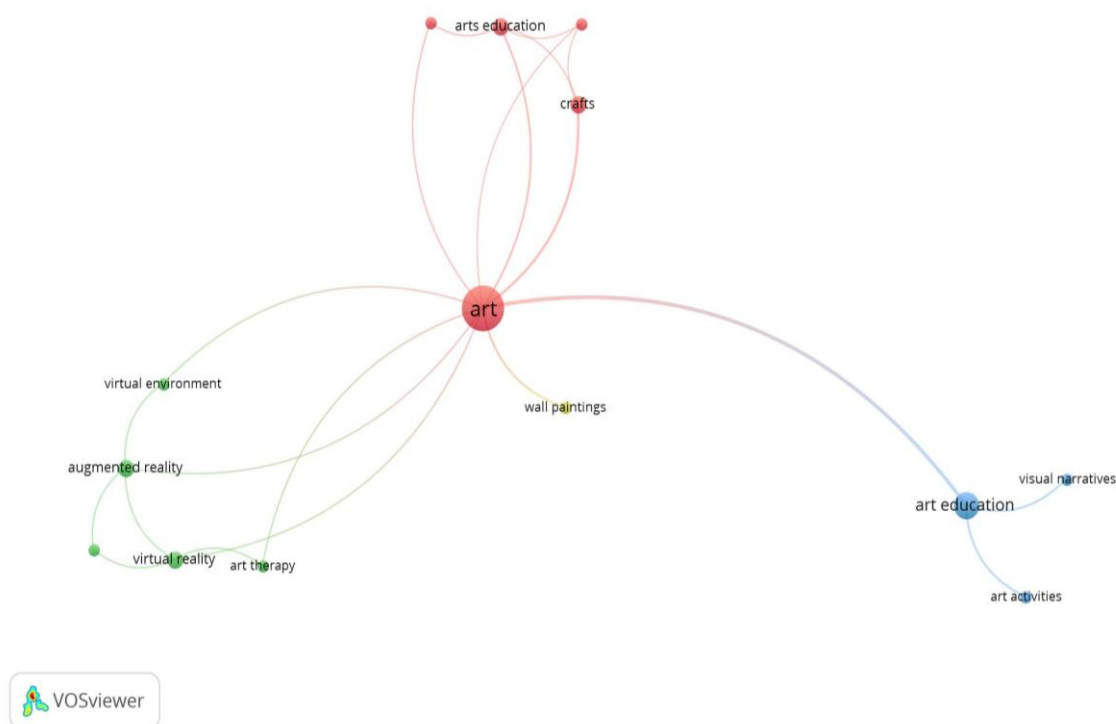 arts education
crafts
art
virtual environment
wall paintings
augmented reality
visual narratives
art education
virtual reality
art therapy
art activities
VOSviewer